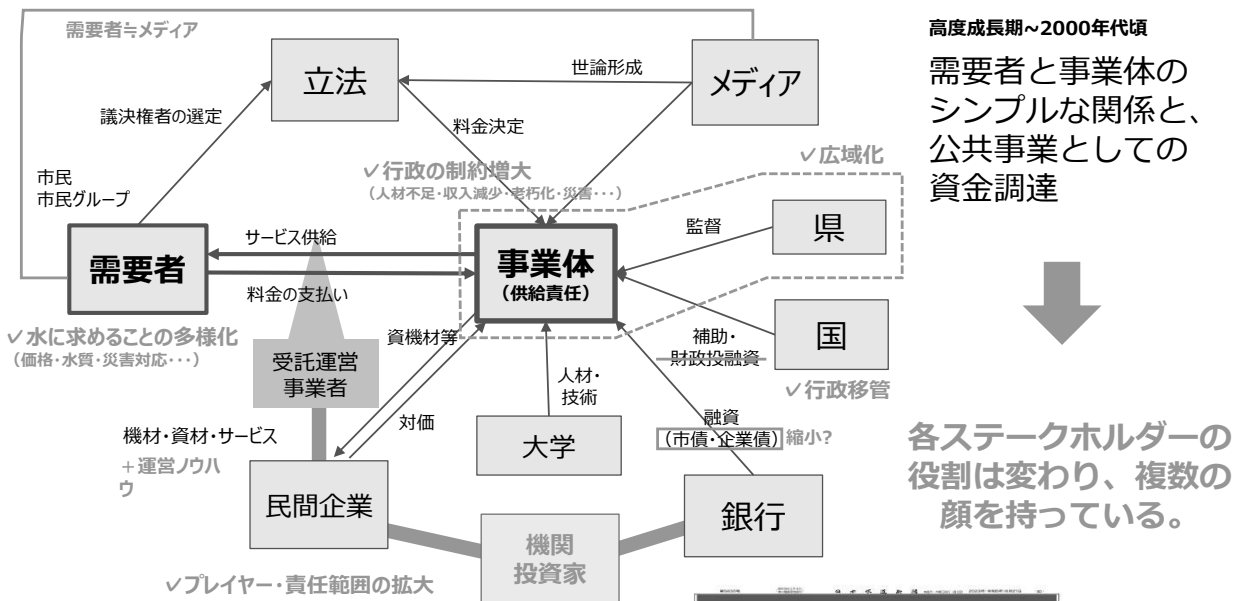 需要者≒メディア
高度成長期~2000年代頃
需要者と事業体の
シンプルな関係と、
公共事業としての
資金調達
立法
世論形成
メディア
議決権者の選定
料金決定
✓行政の制約増大
（人材不足・収入減少・老朽化・災害・・・）
✓広域化
市民
市民グループ
サービス供給
監督
県
需要者
事業体
（供給責任）
料金の支払い
✓水に求めることの多様化
（価格・水質・災害対応・・・）
資機材等
補助・
財政投融資
国
✓行政移管
受託運営
事業者
人材・
技術
対価
融資
（市債・企業債）
縮小?
大学
機材・資材・サービス
＋運営ノウハ
ウ
民間企業
銀行
各ステークホルダーの
役割は変わり、複数の
顔を持っている。
機関
投資家
✓プレイヤー・責任範囲の拡大